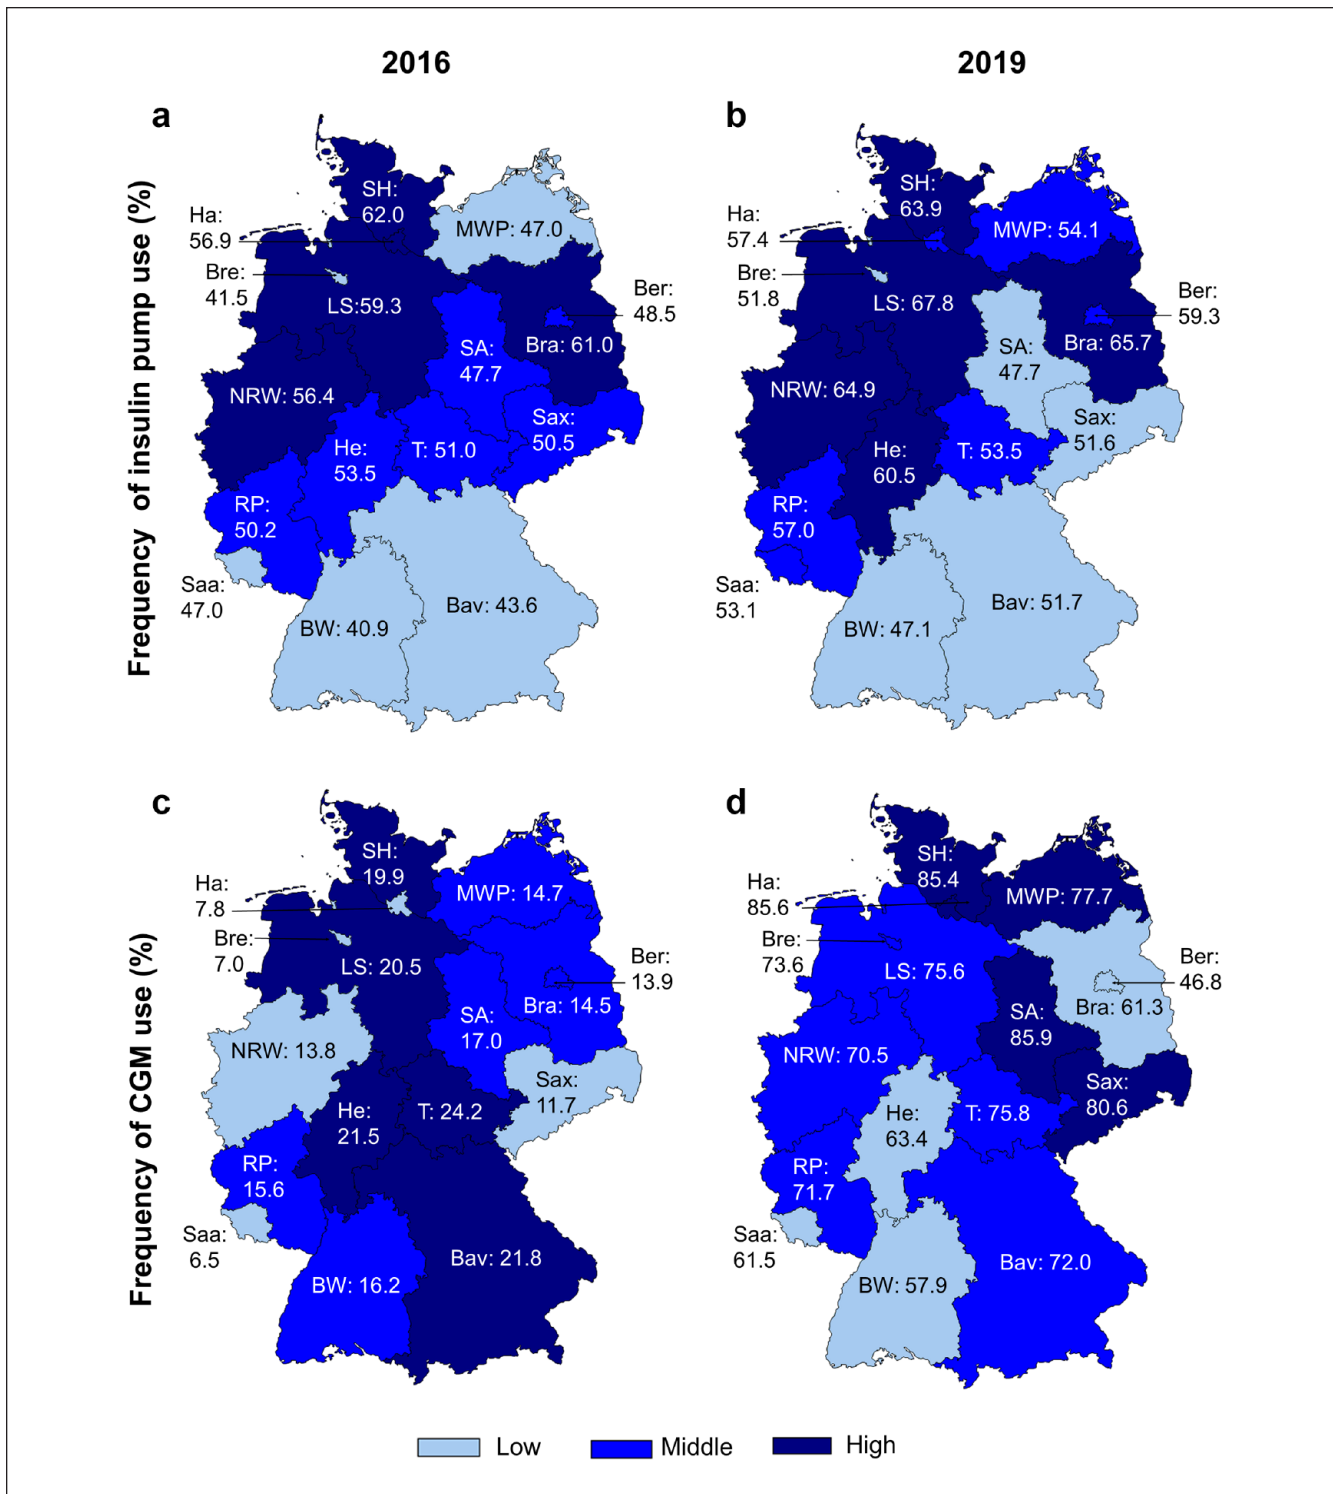 2016
2019
Frequency of insulin pump use (%)
a
SH:
62.0
Ha:
56.9
MWP: 47.0
Bre:
41.5
LS:59.3
Ber:
48.5
Bra: 61.0
SA:
47.7
NRW: 56.4
He:
53.5
T: 51.0
Sax:
50.5
RP:
50.2
Saa:
47.0
Bav: 43.6
BW: 40.9
b
SH:
63.9
Ha:
57.4
MWP: 54.1
Bre:
51.8
LS: 67.8
Ber:
59.3
Bra: 65.7
SA:
47.7
NRW: 64.9
He:
60.5
T: 53.5
Sax:
51.6
RP:
57.0
Saa:
53.1
Bav: 51.7
BW: 47.1
Frequency of CGM use (%)
c
SH:
19.9
Ha:
7.8
MWP: 14.7
Bre:
7.0
LS: 20.5
Ber:
13.9
Bra: 14.5
SA:
17.0
NRW: 13.8
He:
21.5
T: 24.2
Sax:
11.7
RP:
15.6
Saa:
6.5
Bav: 21.8
BW: 16.2
d
SH:
85.4
Ha:
85.6
MWP: 77.7
Bre:
73.6
LS: 75.6
Ber:
46.8
Bra: 61.3
SA:
85.9
NRW: 70.5
He:
63.4
T: 75.8
Sax:
80.6
RP:
71.7
Saa:
61.5
Bav: 72.0
BW: 57.9
Low
Middle
High